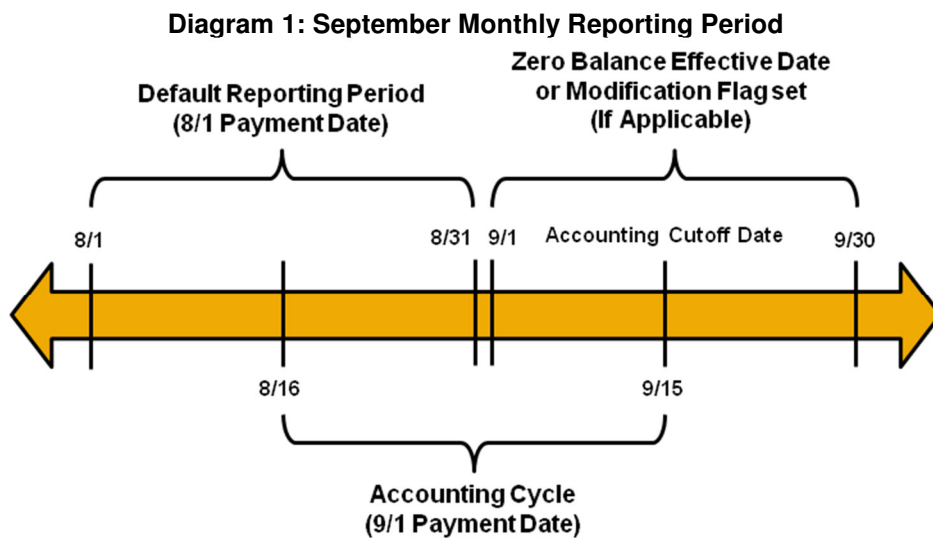 Diagram 1: September Monthly Reporting Period
Default Reporting Period
(8/1 Payment Date)
Zero Balance Effective Date
or Modification Flag set
(If Applicable)
8/1
8/31
9/1
Accounting Cutoff Date
9/30
8/16
9/15
Accounting Cycle
(9/1 Payment Date)